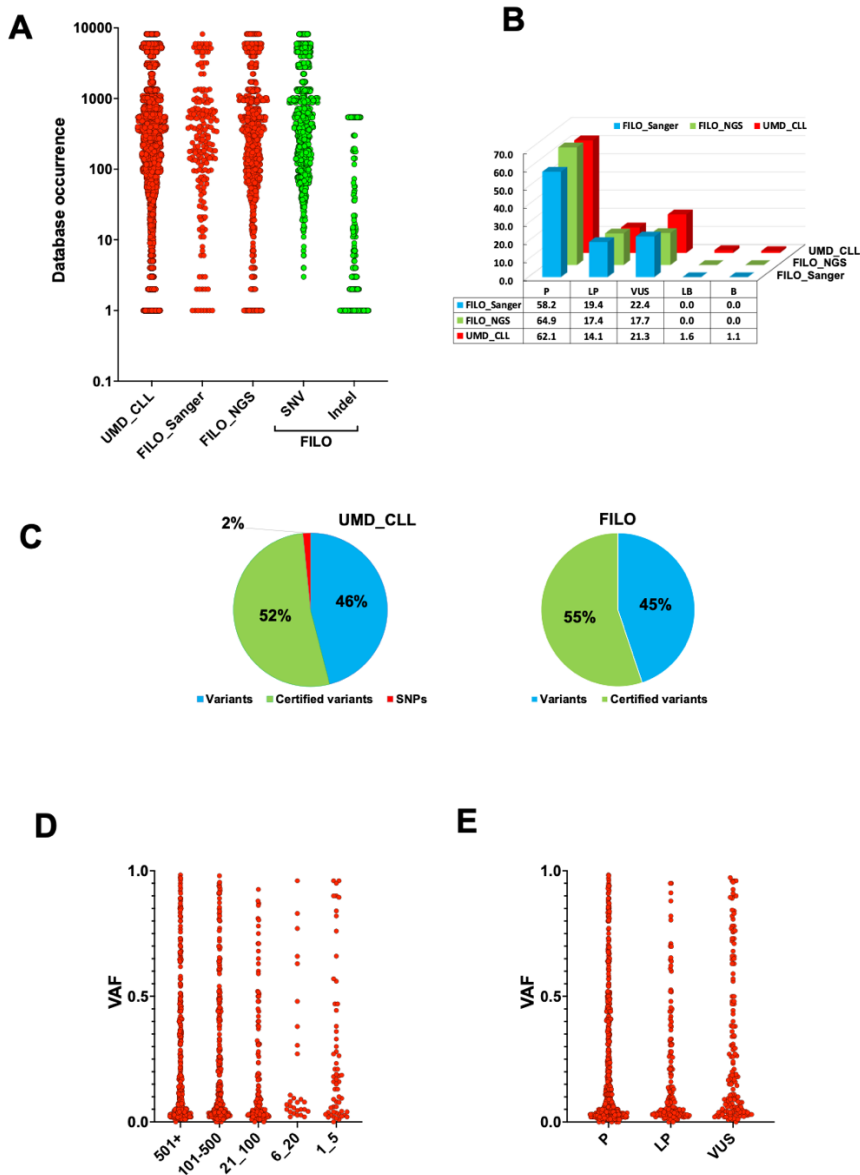 A
10000
1000
100
10
1
0.1
Database occurrence
UMD_CLL
FILO_Sanger
FILO_NGS
SNV
Indel
FILO
B
FILO_Sanger FILO_NGS UMD_CLL
70.0
60.0
50.0
40.0
30.0
20.0
10.0
0.0
UMD_CLL
FILO_NGS
FILO_Sanger
P LP VUS LB B
FILO_Sanger 58.2 19.4 22.4 0.0 0.0
FILO_NGS 64.9 17.4 17.7 0.0 0.0
UMD_CLL 62.1 14.1 21.3 1.6 1.1
C
UMD_CLL
2%
52%
46%
Variants Certified variants SNPs
FILO
55%
45%
Variants Certified variants
D
1.0
0.5
0.0
VAF
501+
101-500
21_100
6_20
1_5
E
1.0
0.5
0.0
VAF
P
LP
VUS